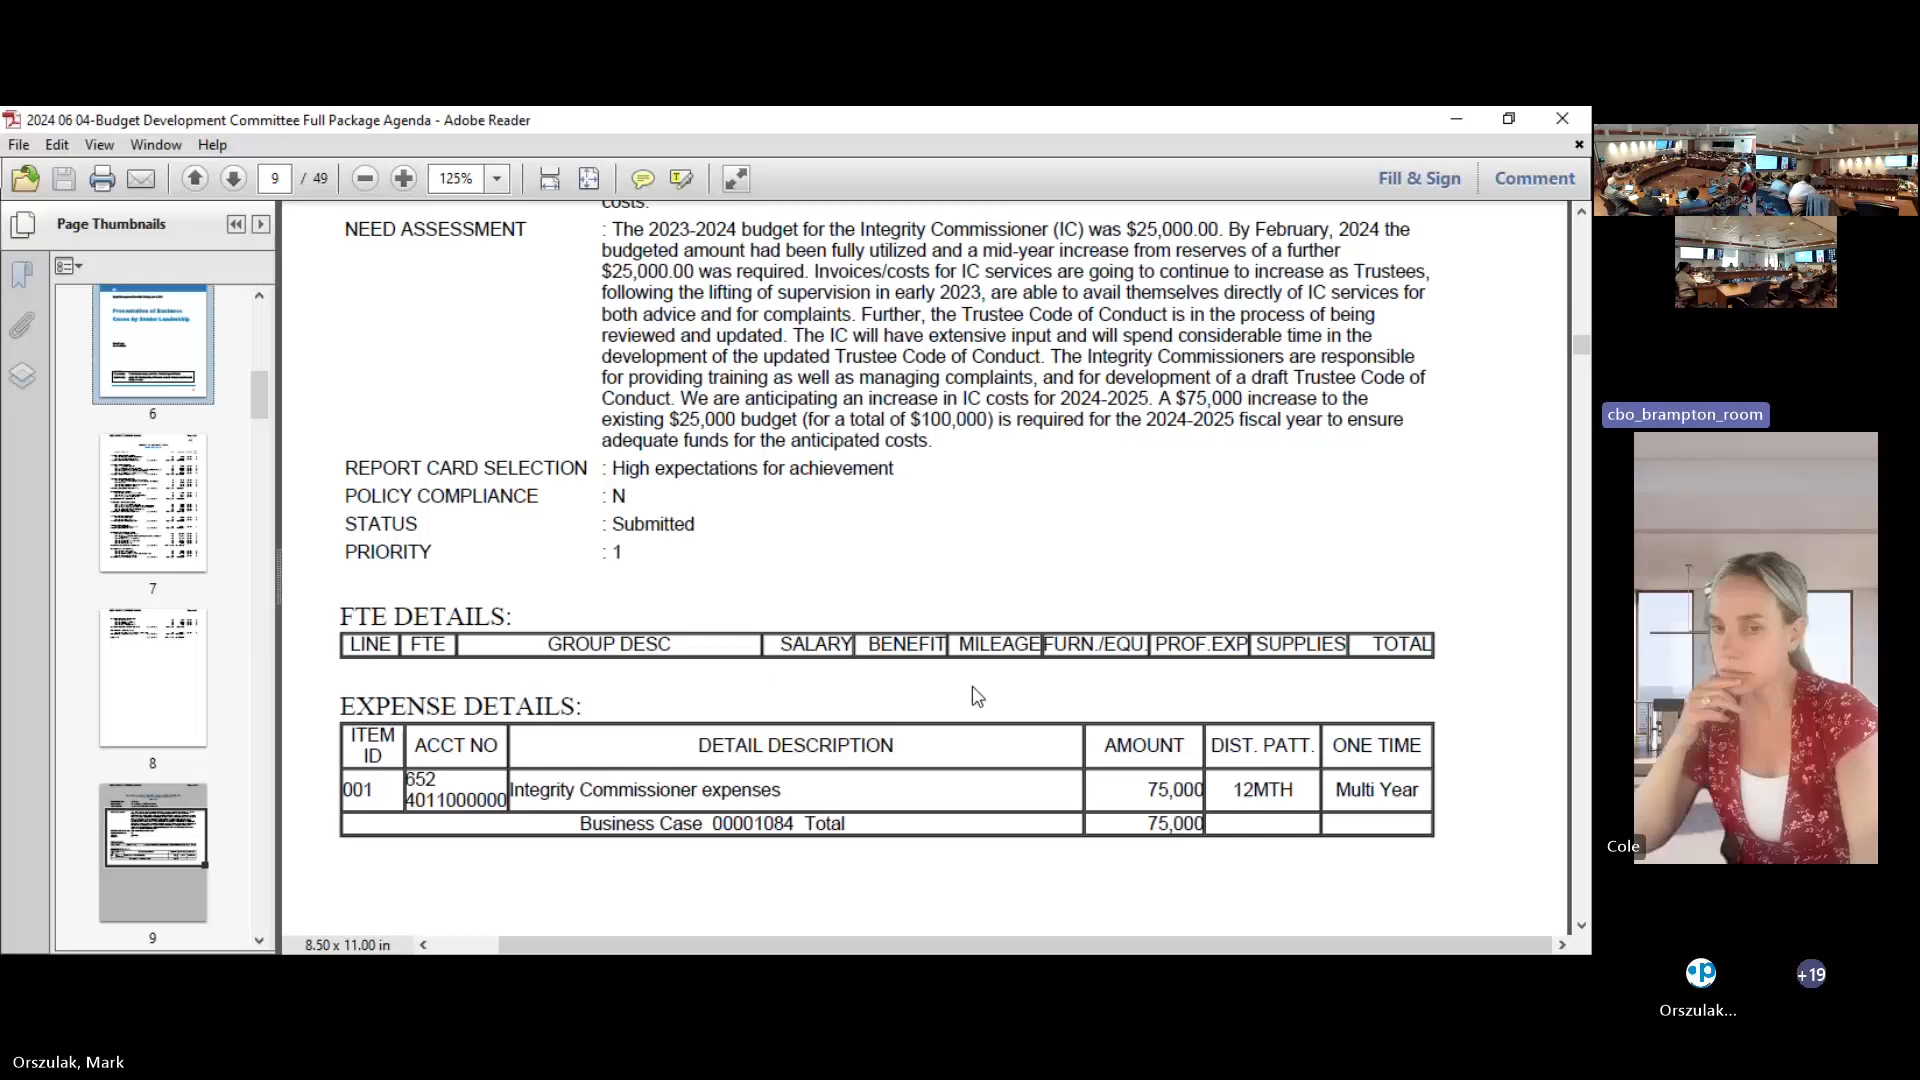 2024 06 04-Budget Development Committee Full Package Agenda - Adobe Reader
File Edit View Window Help
9 / 49 125% Fill & Sign Comment
Page Thumbnails
Presentation of Business
Cases by Senior Leadership
6
7
8
9
costs.
NEED ASSESSMENT : The 2023-2024 budget for the Integrity Commissioner (IC) was $25,000.00. By February, 2024 the
budgeted amount had been fully utilized and a mid-year increase from reserves of a further
$25,000.00 was required. Invoices/costs for IC services are going to continue to increase as Trustees,
following the lifting of supervision in early 2023, are able to avail themselves directly of IC services for
both advice and for complaints. Further, the Trustee Code of Conduct is in the process of being
reviewed and updated. The IC will have extensive input and will spend considerable time in the
development of the updated Trustee Code of Conduct. The Integrity Commissioners are responsible
for providing training as well as managing complaints, and for development of a draft Trustee Code of
Conduct. We are anticipating an increase in IC costs for 2024-2025. A $75,000 increase to the
existing $25,000 budget (for a total of $100,000) is required for the 2024-2025 fiscal year to ensure
adequate funds for the anticipated costs.
REPORT CARD SELECTION : High expectations for achievement
POLICY COMPLIANCE : N
STATUS : Submitted
PRIORITY : 1
FTE DETAILS:
LINE FTE GROUP DESC SALARY BENEFIT MILEAGE FURN./EQU. PROF.EXP SUPPLIES TOTAL
EXPENSE DETAILS:
ITEM ID ACCT NO DETAIL DESCRIPTION AMOUNT DIST. PATT. ONE TIME
001 652 4011000000 Integrity Commissioner expenses 75,000 12MTH Multi Year
Business Case 00001084 Total 75,000
8.50 x 11.00 in
cbo_brampton_room
Cole
p
+19
Orszulak...
Orszulak, Mark